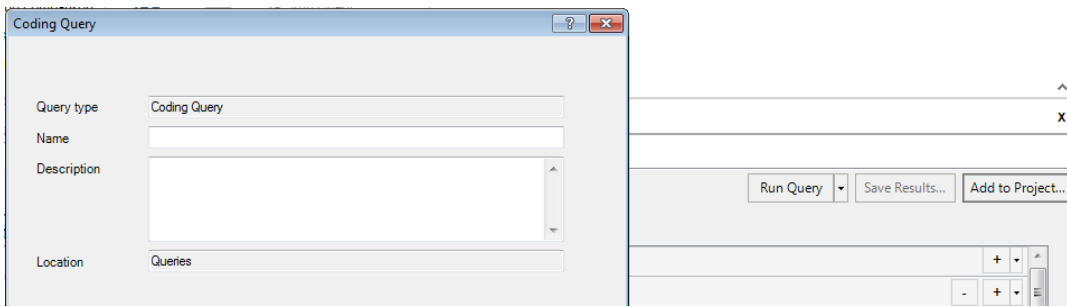 Coding Query
Query type Coding Query
Name
Description
Run Query Save Results... Add to Project...
Location Queries